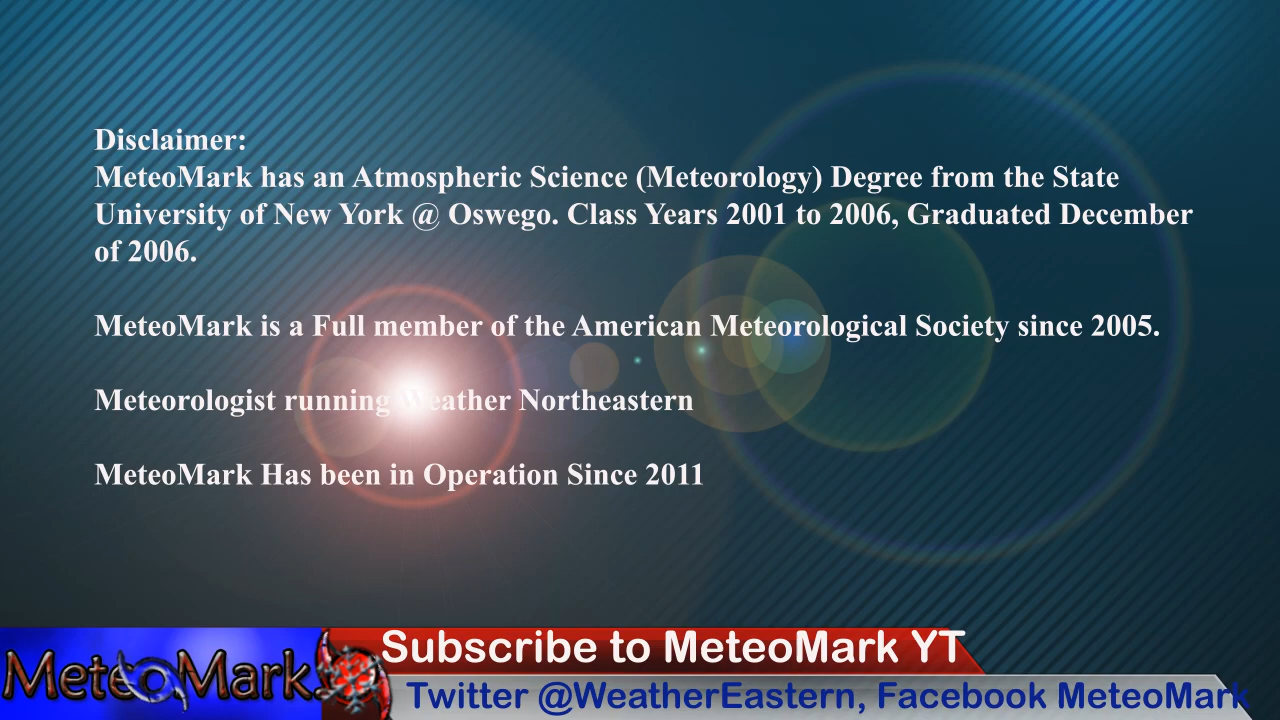 Disclaimer:
MeteoMark has an Atmospheric Science (Meteorology) Degree from the State
University of New York @ Oswego. Class Years 2001 to 2006, Graduated December
of 2006.
MeteoMark is a Full member of the American Meteorological Society since 2005.
Meteorologist running Weather Northeastern
MeteoMark Has been in Operation Since 2011
Subscribe to MeteoMark YT
MeteoMark
Twitter @WeatherEastern, Facebook MeteoMark